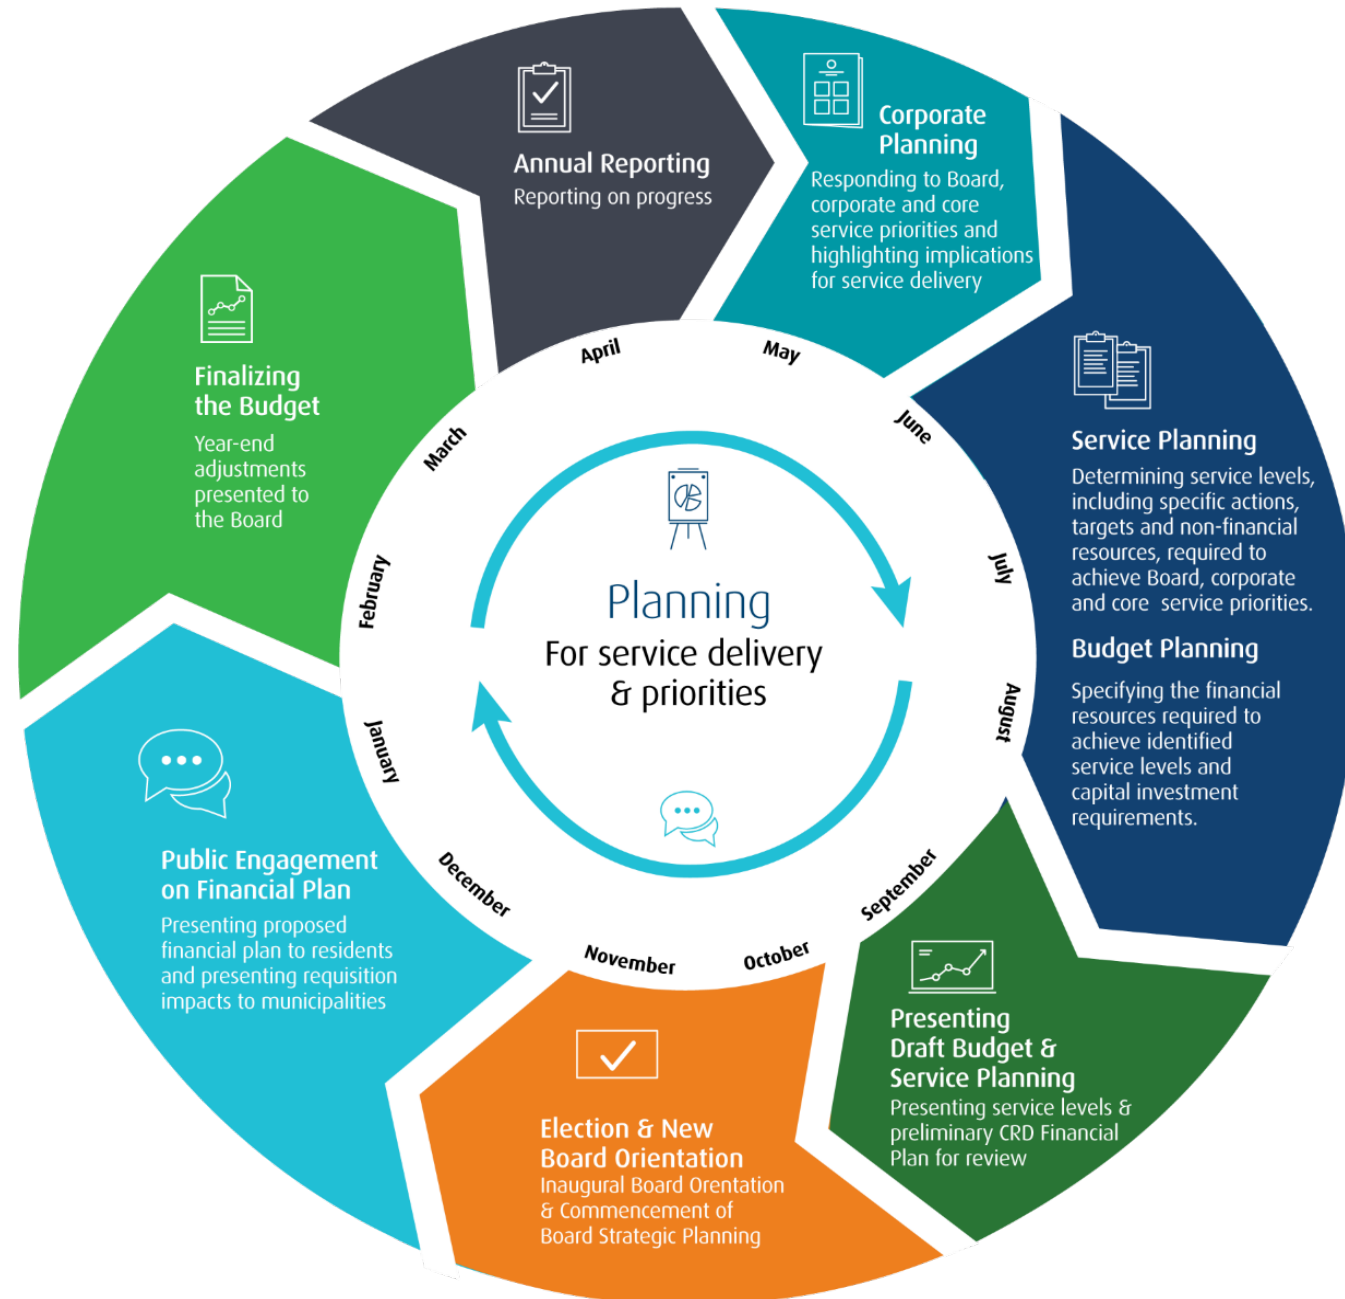 Annual Reporting
Reporting on progress
Corporate
Planning
Responding to Board,
corporate and core
service priorities and
highlighting implications
for service delivery
Service Planning
Determining service levels,
including specific actions,
targets and non-financial
resources, required to
achieve Board, corporate
and core service priorities.
Budget Planning
Specifying the financial
resources required to
achieve identified
service levels and
capital investment
requirements.
Presenting
Draft Budget &
Service Planning
Presenting service levels &
preliminary CRD Financial
Plan for review
Election & New
Board Orientation
Inaugural Board Orentation
& Commencement of
Board Strategic Planning
Public Engagement
on Financial Plan
Presenting proposed
financial plan to residents
and presenting requisition
impacts to municipalities
Finalizing
the Budget
Year-end
adjustments
presented to
the Board
April
May
June
July
August
September
October
November
December
January
February
March
Planning
For service delivery
& priorities